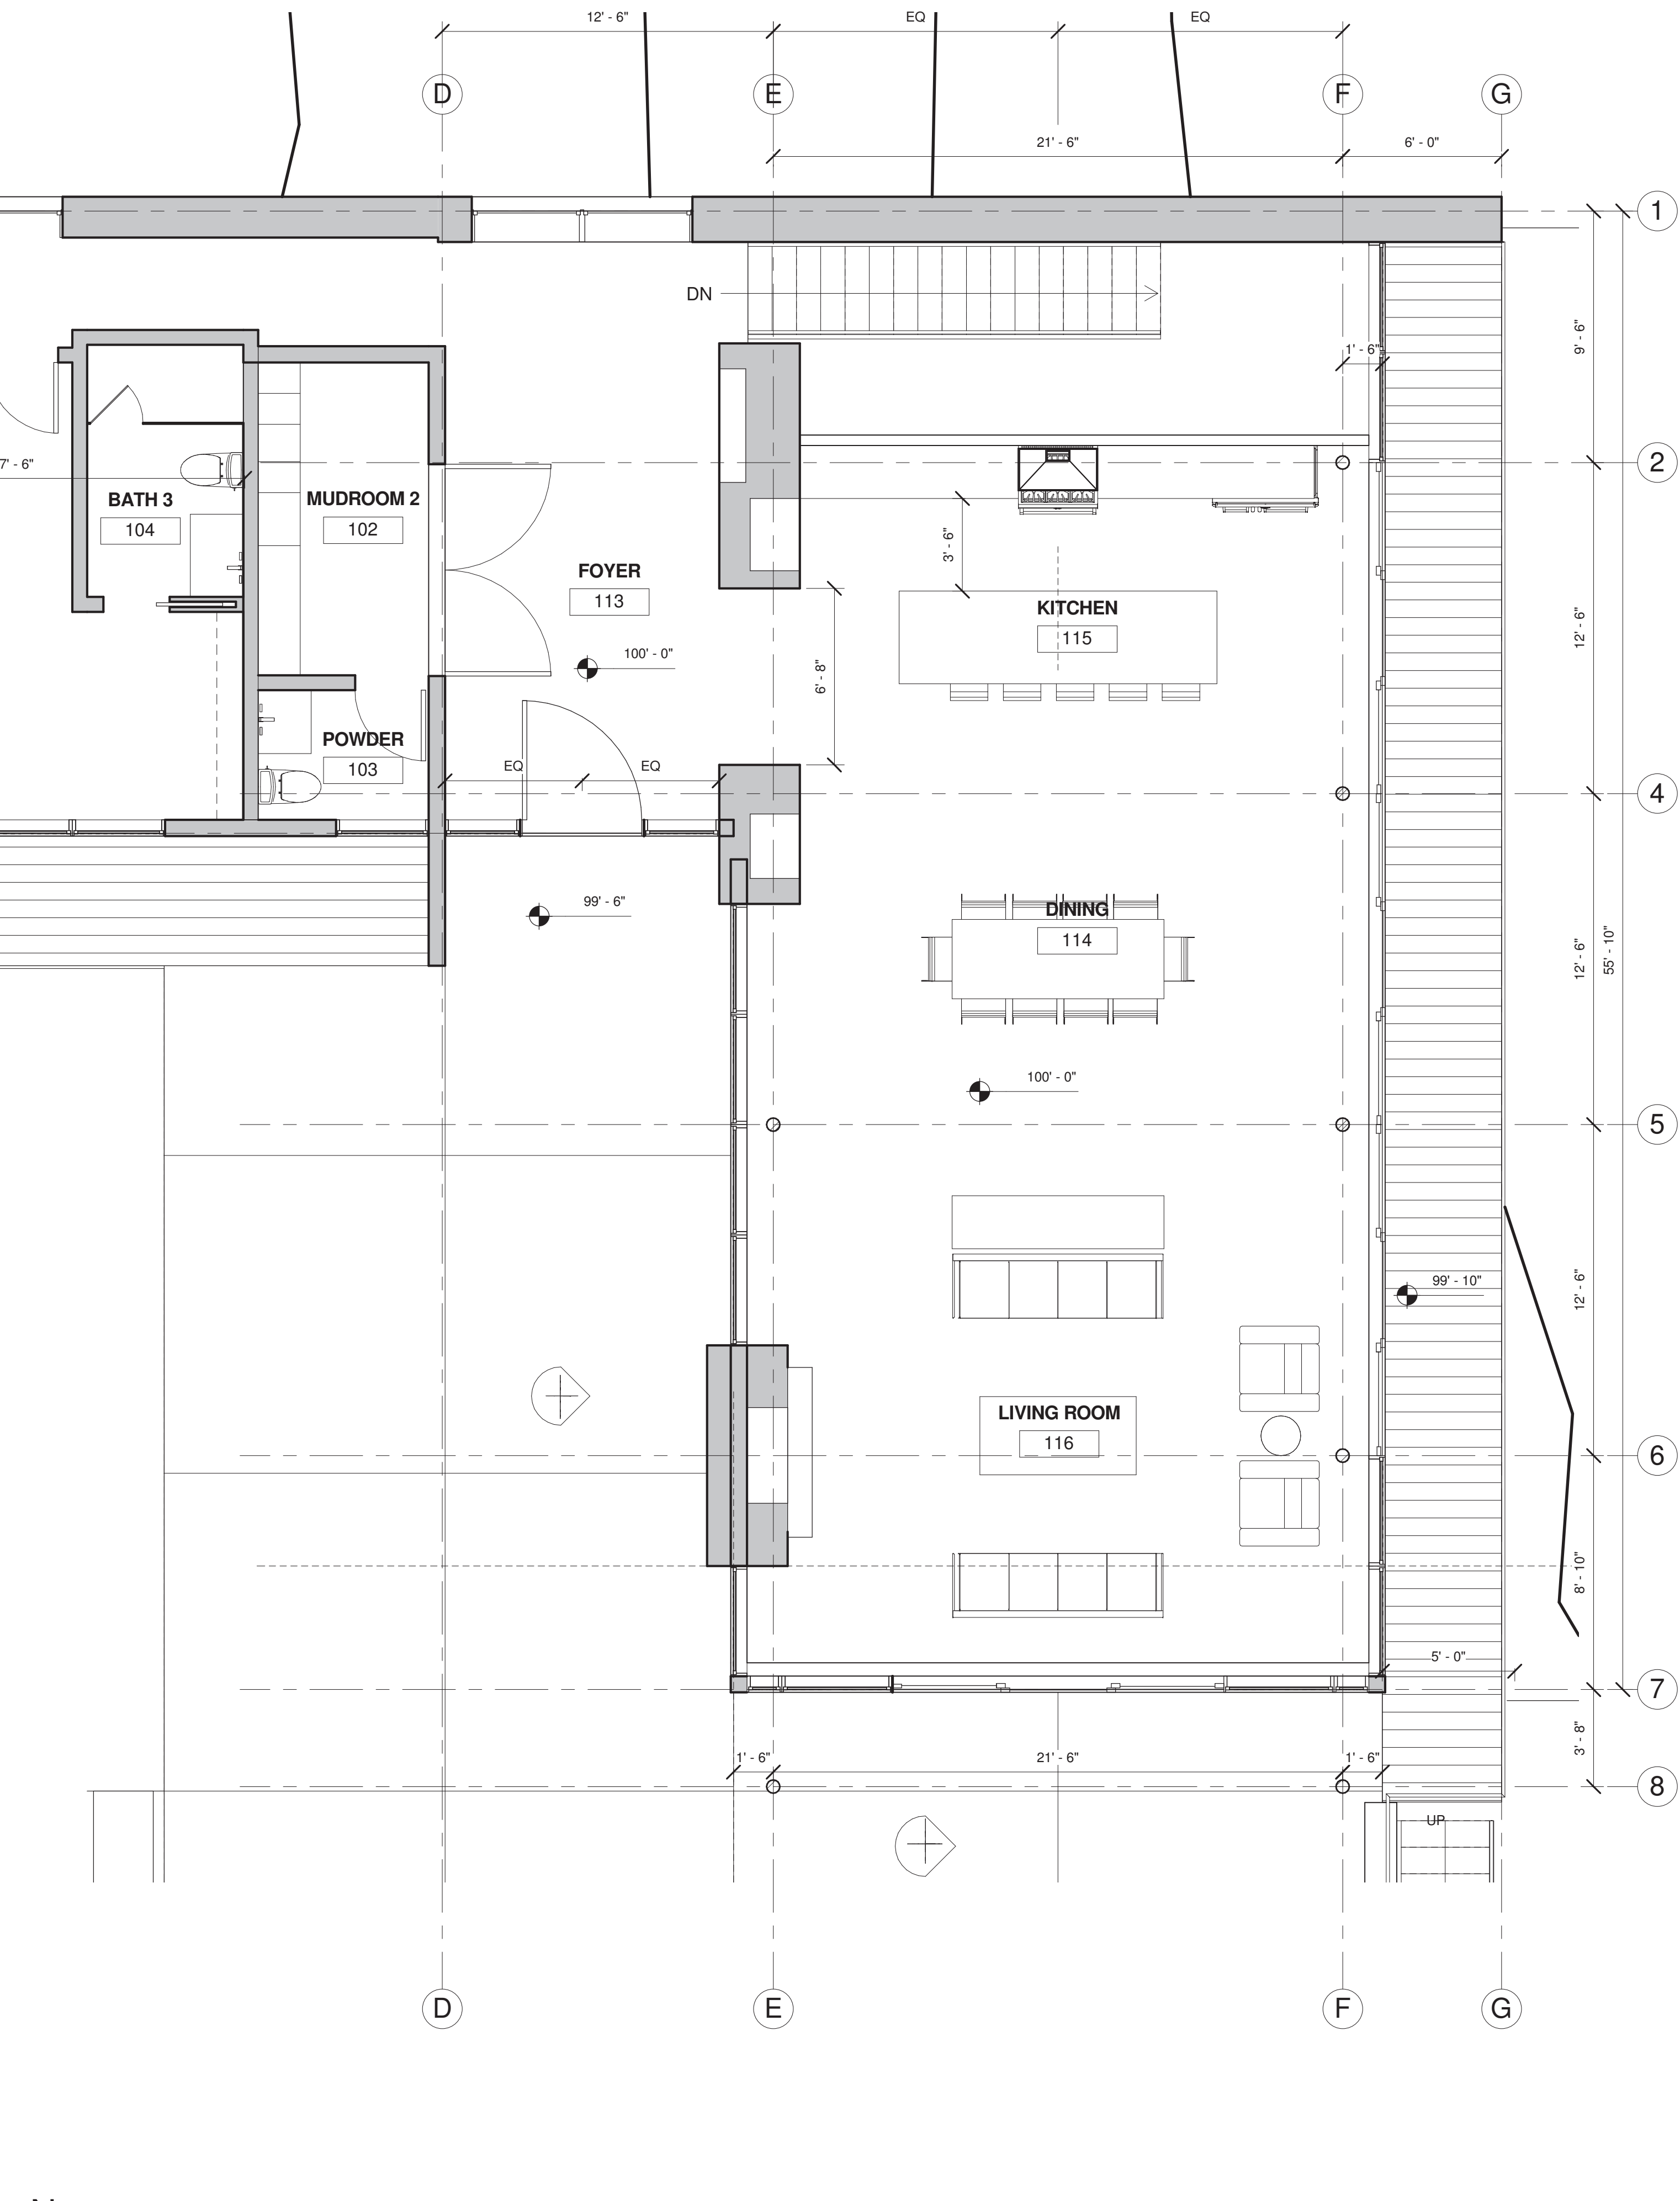 12' - 6"
EQ
EQ
D
E
F
G
21' - 6"
6' - 0"
1
DN
9' - 6"
1' - 6"
7' - 6"
2
BATH 3
104
MUDROOM 2
102
3' - 6"
FOYER
113
KITCHEN
115
12' - 6"
100' - 0"
6' - 8"
POWDER
103
EQ
EQ
4
99' - 6"
DINING
114
12' - 6"
55' - 10"
100' - 0"
5
99' - 10"
12' - 6"
LIVING ROOM
116
6
8' - 10"
5' - 0"
7
3' - 8"
1' - 6"
21' - 6"
1' - 6"
8
UP
D
E
F
G